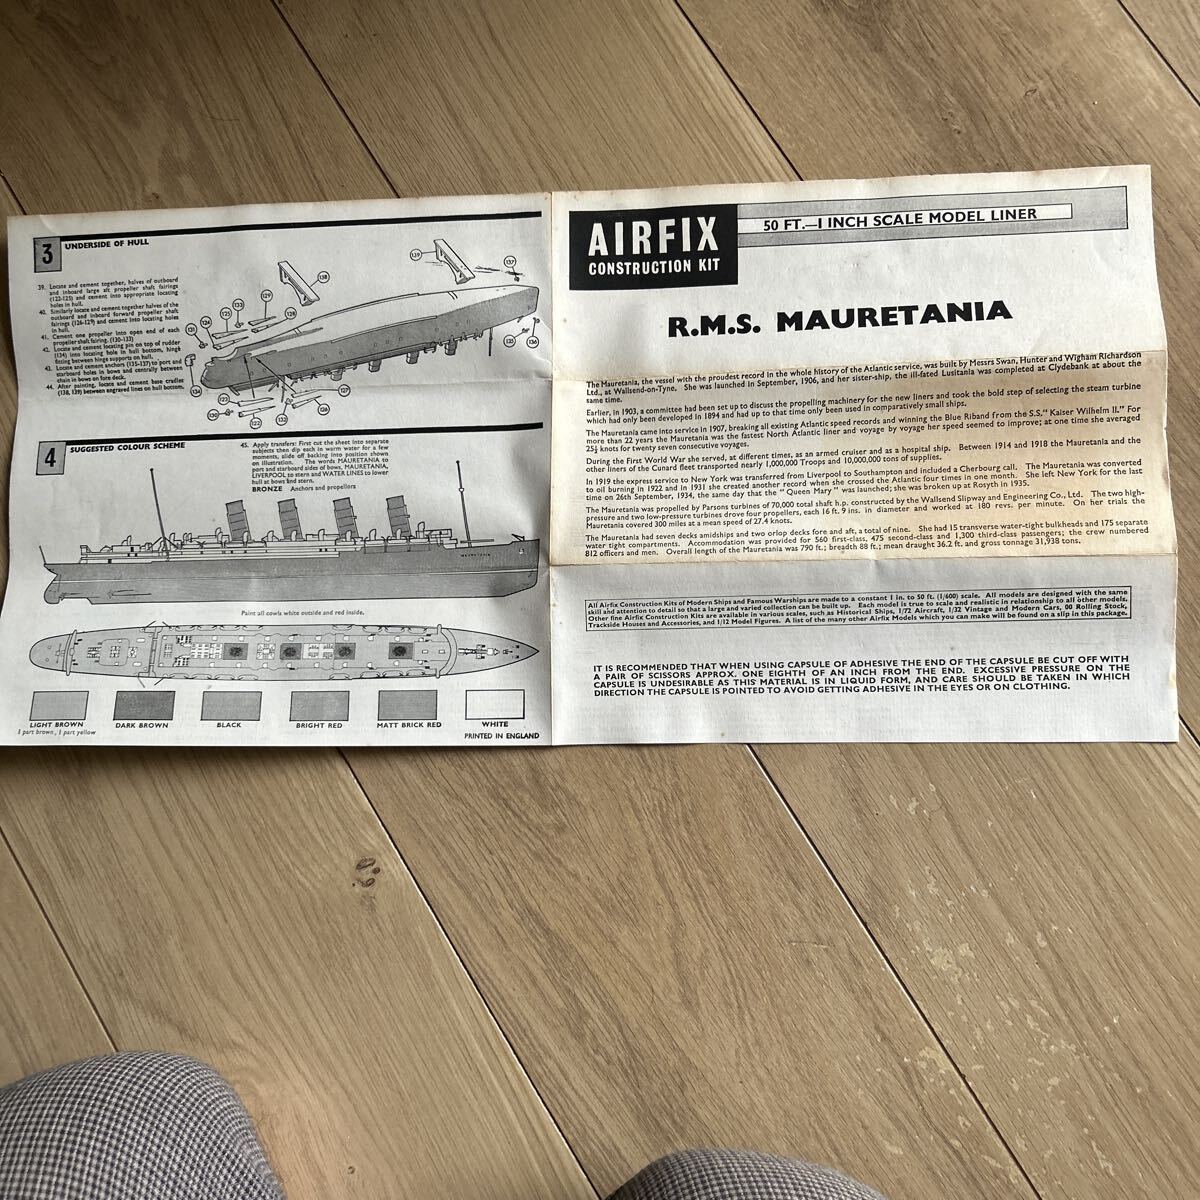 3 UNDERSIDE OF HULL
39. Locate and cement together, halves of outboard
and inboard large aft propeller shaft fairings
(122-125) and cement into appropriate locating
holes in hull.
40. Similarly locate and cement together halves of the
outboard and inboard forward propeller shaft
fairings (126-129) and cement into locating holes
in hull.
41. Cement one propeller into open end of each
propeller shaft fairing. (130-133)
42. Locate and cement locating pin on top of rudder
(134) into locating hole in hull bottom, hinge
fitting between hinge supports on hull.
43. Locate and cement anchors (135-137) to port and
starboard holes in bows and centrally between
chain in bows on fore deck.
44. After painting, locate and cement base cradles
(138, 139) between engraved lines on hull bottom.
139
137
138
129
133
125
128
124
131
135
136
134
123
127
130
126
132
122
4 SUGGESTED COLOUR SCHEME
45. Apply transfers: First cut the sheet into separate
subjects then dip each in warm water for a few
moments, slide off backing into position shown
on illustration. The words MAURETANIA to
port and starboard sides of bows, MAURETANIA,
LIVERPOOL to stern and WATER LINES to lower
hull at bows and stern.
BRONZE Anchors and propellors
MAURETANIA
Paint all cowls white outside and red inside.
LIGHT BROWN
1 part brown, 1 part yellow
DARK BROWN
BLACK
BRIGHT RED
MATT BRICK RED
WHITE
PRINTED IN ENGLAND
AIRFIX
CONSTRUCTION KIT
50 FT.—1 INCH SCALE MODEL LINER
R.M.S. MAURETANIA
The Mauretania, the vessel with the proudest record in the whole history of the Atlantic service, was built by Messrs Swan, Hunter and Wigham Richardson
Ltd., at Wallsend-on-Tyne. She was launched in September, 1906, and her sister-ship, the ill-fated Lusitania was completed at Clydebank at about the
same time.
Earlier, in 1903, a committee had been set up to discuss the propelling machinery for the new liners and took the bold step of selecting the steam turbine
which had only been developed in 1894 and had up to that time only been used in comparatively small ships.
The Mauretania came into service in 1907, breaking all existing Atlantic speed records and winning the Blue Riband from the S.S." Kaiser Wilhelm II." For
more than 22 years the Mauretania was the fastest North Atlantic liner and voyage by voyage her speed seemed to improve; at one time she averaged
25½ knots for twenty seven consecutive voyages.
During the First World War she served, at different times, as an armed cruiser and as a hospital ship. Between 1914 and 1918 the Mauretania and the
other liners of the Cunard fleet transported nearly 1,000,000 Troops and 10,000,000 tons of supplies.
In 1919 the express service to New York was transferred from Liverpool to Southampton and included a Cherbourg call. The Mauretania was converted
to oil burning in 1922 and in 1931 she created another record when she crossed the Atlantic four times in one month. She left New York for the last
time on 26th September, 1934, the same day that the " Queen Mary " was launched; she was broken up at Rosyth in 1935.
The Mauretania was propelled by Parsons turbines of 70,000 total shaft h.p. constructed by the Wallsend Slipway and Engineering Co., Ltd. The two high-
pressure and two low-pressure turbines drove four propellers, each 16 ft. 9 ins. in diameter and worked at 180 revs. per minute. On her trials the
Mauretania covered 300 miles at a mean speed of 27.4 knots.
The Mauretania had seven decks amidships and two orlop decks fore and aft, a total of nine. She had 15 transverse water-tight bulkheads and 175 separate
water tight compartments. Accommodation was provided for 560 first-class, 475 second-class and 1,300 third-class passengers; the crew numbered
812 officers and men. Overall length of the Mauretania was 790 ft.; breadth 88 ft.; mean draught 36.2 ft. and gross tonnage 31,938 tons.
All Airfix Construction Kits of Modern Ships and Famous Warships are made to a constant 1 in. to 50 ft. (1/600) scale. All models are designed with the same
skill and attention to detail so that a large and varied collection can be built up. Each model is true to scale and realistic in relationship to all other models.
Other fine Airfix Construction Kits are available in various scales, such as Historical Ships, 1/72 Aircraft, 1/32 Vintage and Modern Cars, 00 Rolling Stock,
Trackside Houses and Accessories, and 1/12 Model Figures. A list of the many other Airfix Models which you can make will be found on a slip in this package.
IT IS RECOMMENDED THAT WHEN USING CAPSULE OF ADHESIVE THE END OF THE CAPSULE BE CUT OFF WITH
A PAIR OF SCISSORS APPROX. ONE EIGHTH OF AN INCH FROM THE END. EXCESSIVE PRESSURE ON THE
CAPSULE IS UNDESIRABLE AS THIS MATERIAL IS IN LIQUID FORM, AND CARE SHOULD BE TAKEN IN WHICH
DIRECTION THE CAPSULE IS POINTED TO AVOID GETTING ADHESIVE IN THE EYES OR ON CLOTHING.